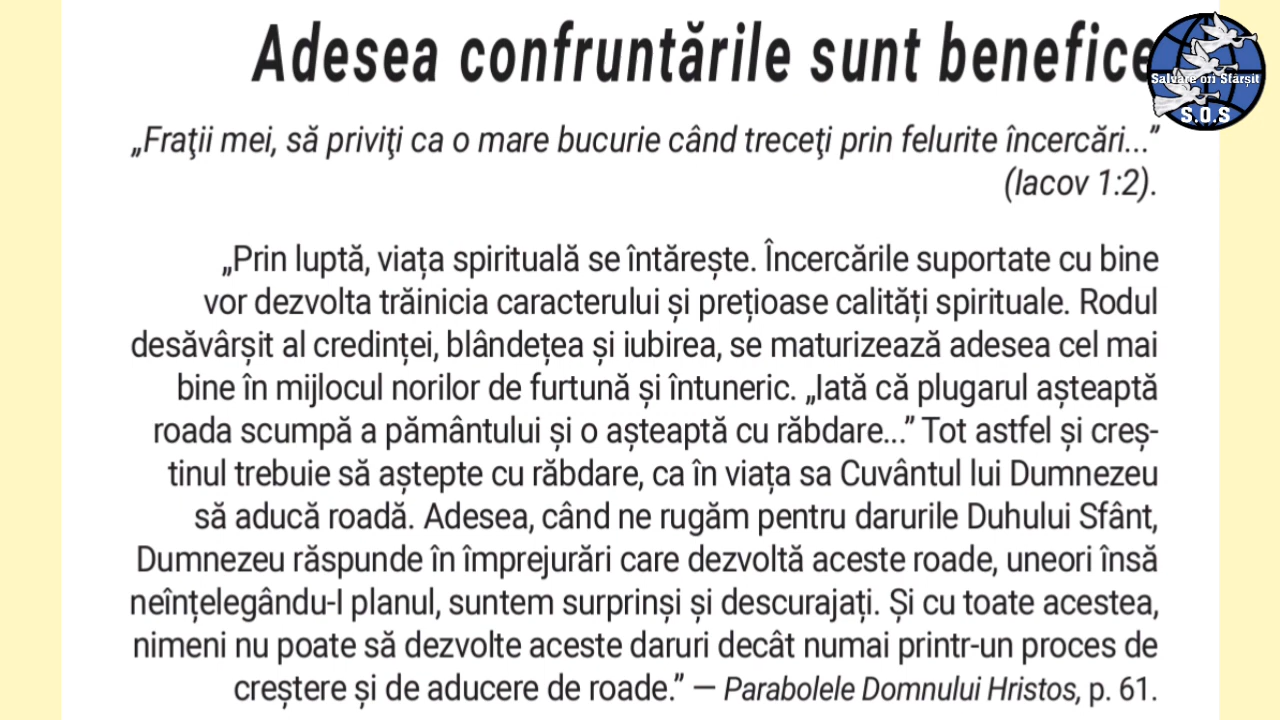 Adesea confruntările sunt benefice
Salvare ori Sfârșit
S.O.S
„Fraţii mei, să priviţi ca o mare bucurie când treceţi prin felurite încercări...”
(Iacov 1:2).
„Prin luptă, viața spirituală se întărește. Încercările suportate cu bine
vor dezvolta trăinicia caracterului și prețioase calități spirituale. Rodul
desăvârșit al credinței, blândețea și iubirea, se maturizează adesea cel mai
bine în mijlocul norilor de furtună și întuneric. „Iată că plugarul așteaptă
roada scumpă a pământului și o așteaptă cu răbdare...” Tot astfel și creș-
tinul trebuie să aștepte cu răbdare, ca în viața sa Cuvântul lui Dumnezeu
să aducă roadă. Adesea, când ne rugăm pentru darurile Duhului Sfânt,
Dumnezeu răspunde în împrejurări care dezvoltă aceste roade, uneori însă
neînțelegându-I planul, suntem surprinși și descurajați. Și cu toate acestea,
nimeni nu poate să dezvolte aceste daruri decât numai printr-un proces de
creștere și de aducere de roade.” — Parabolele Domnului Hristos, p. 61.